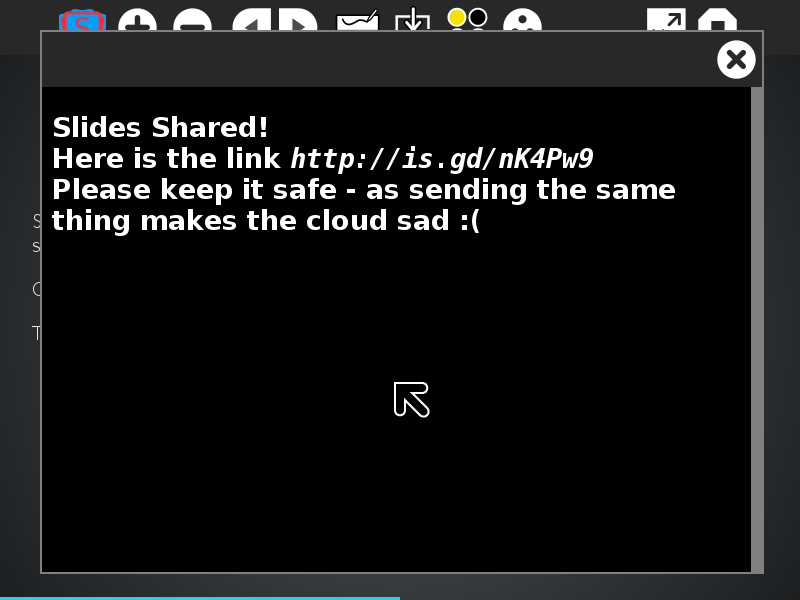 Slides Shared!
Here is the link http://is.gd/nK4Pw9
Please keep it safe - as sending the same
thing makes the cloud sad :(